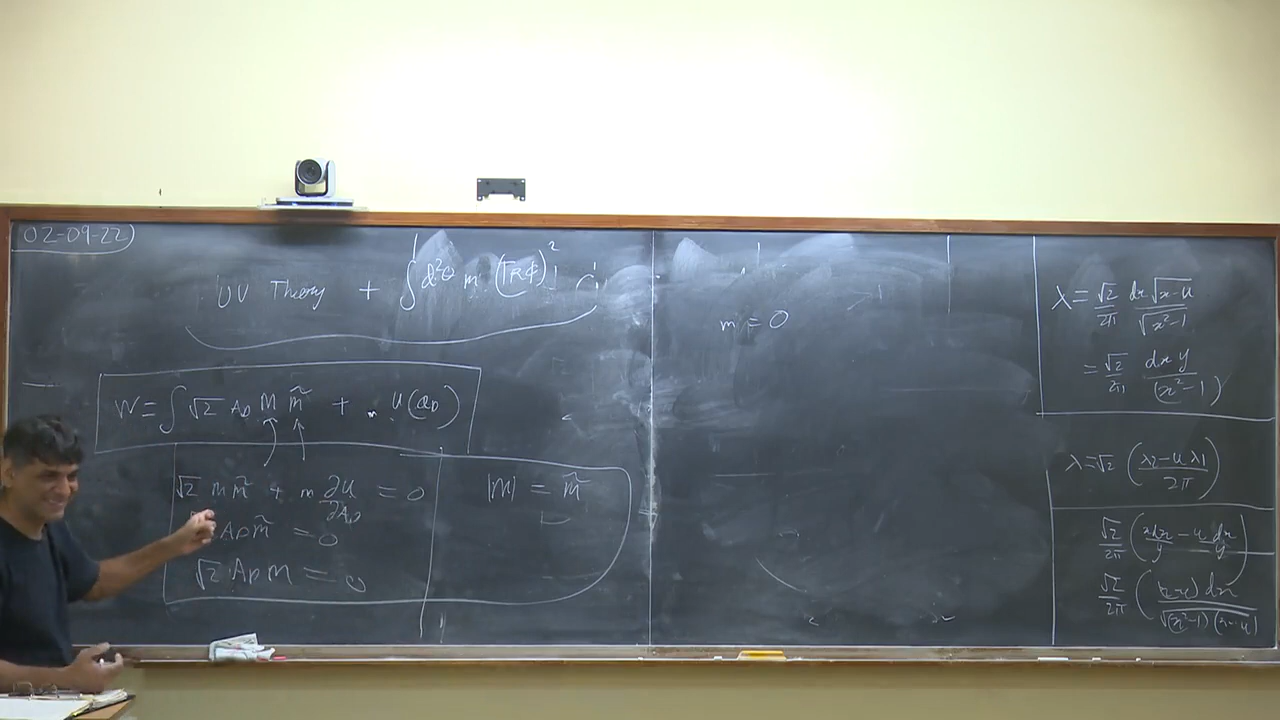 02-09-22
UV Theory + ∫ d²θ m (TRϕ)²
W = ∫ √2 A_D M M̃ + m U(a_D)
√2 M M̃ + m ∂U/∂A_D = 0
A_D M̃ = 0
√2 A_D M = 0
|M| = M̃
m = 0
λ = √2/2π dx √(x-u)/√(x²-1)
= √2/2π dx y/(x²-1)
λ = √2 ((λ2 - u λ1)/2π)
√2/2π (x dx/y - u dx/y)
√2/2π ((x-u) dx/√((x²-1)(x-u)))